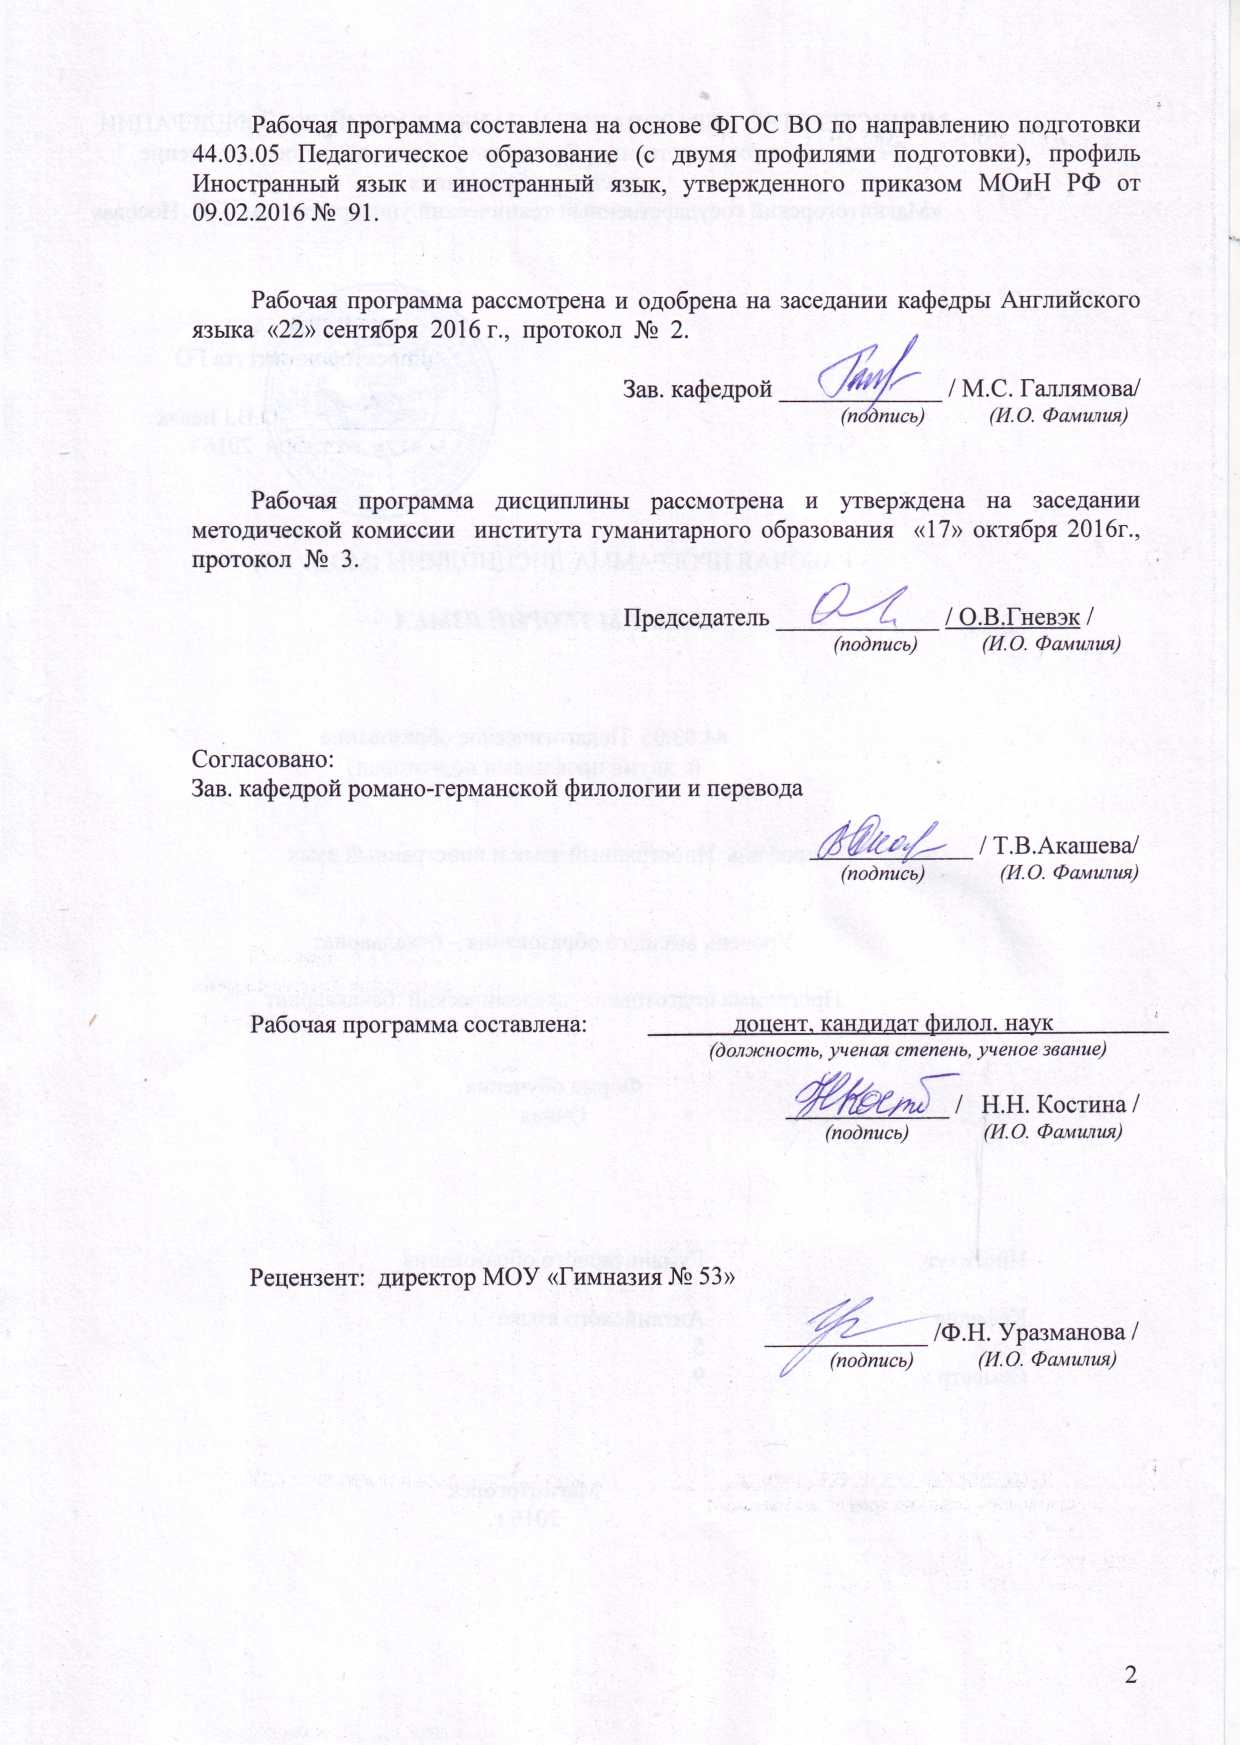 Рабочая программа составлена на основе ФГОС ВО по направлению подготовки
44.03.05 Педагогическое образование (с двумя профилями подготовки), профиль
Иностранный язык и иностранный язык, утвержденного приказом МОиН РФ от
09.02.2016 № 91.
Рабочая программа рассмотрена и одобрена на заседании кафедры Английского
языка «22» сентября 2016 г., протокол № 2.
Зав. кафедрой _____________ / М.С. Галлямова/
(подпись) (И.О. Фамилия)
Рабочая программа дисциплины рассмотрена и утверждена на заседании
методической комиссии института гуманитарного образования «17» октября 2016г.,
протокол № 3.
Председатель _____________ / О.В.Гневэк /
(подпись) (И.О. Фамилия)
Согласовано:
Зав. кафедрой романо-германской филологии и перевода
_____________ / Т.В.Акашева/
(подпись) (И.О. Фамилия)
Рабочая программа составлена: доцент, кандидат филол. наук
(должность, ученая степень, ученое звание)
_____________ / Н.Н. Костина /
(подпись) (И.О. Фамилия)
Рецензент: директор МОУ «Гимназия № 53»
_____________ /Ф.Н. Уразманова /
(подпись) (И.О. Фамилия)
2